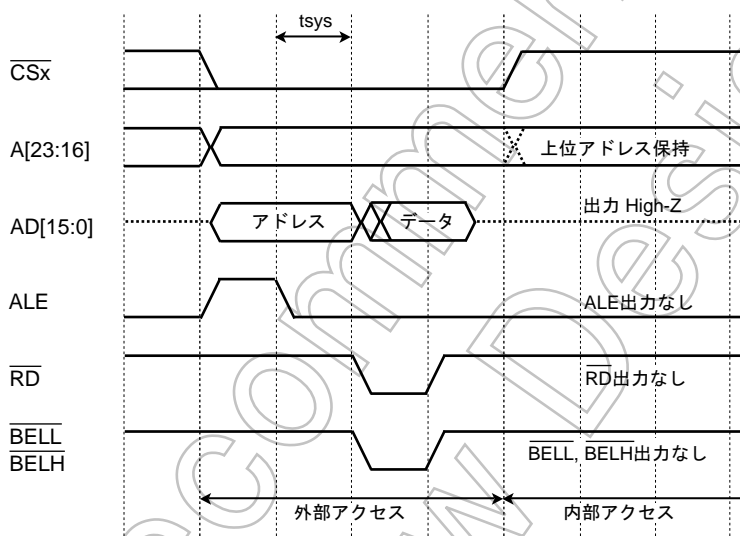 tsys
CSx
A[23:16]
上位アドレス保持
AD[15:0]
アドレス
データ
出力 High-Z
ALE
ALE出力なし
RD
RD出力なし
BELL
BELH
BELL, BELH出力なし
外部アクセス
内部アクセス